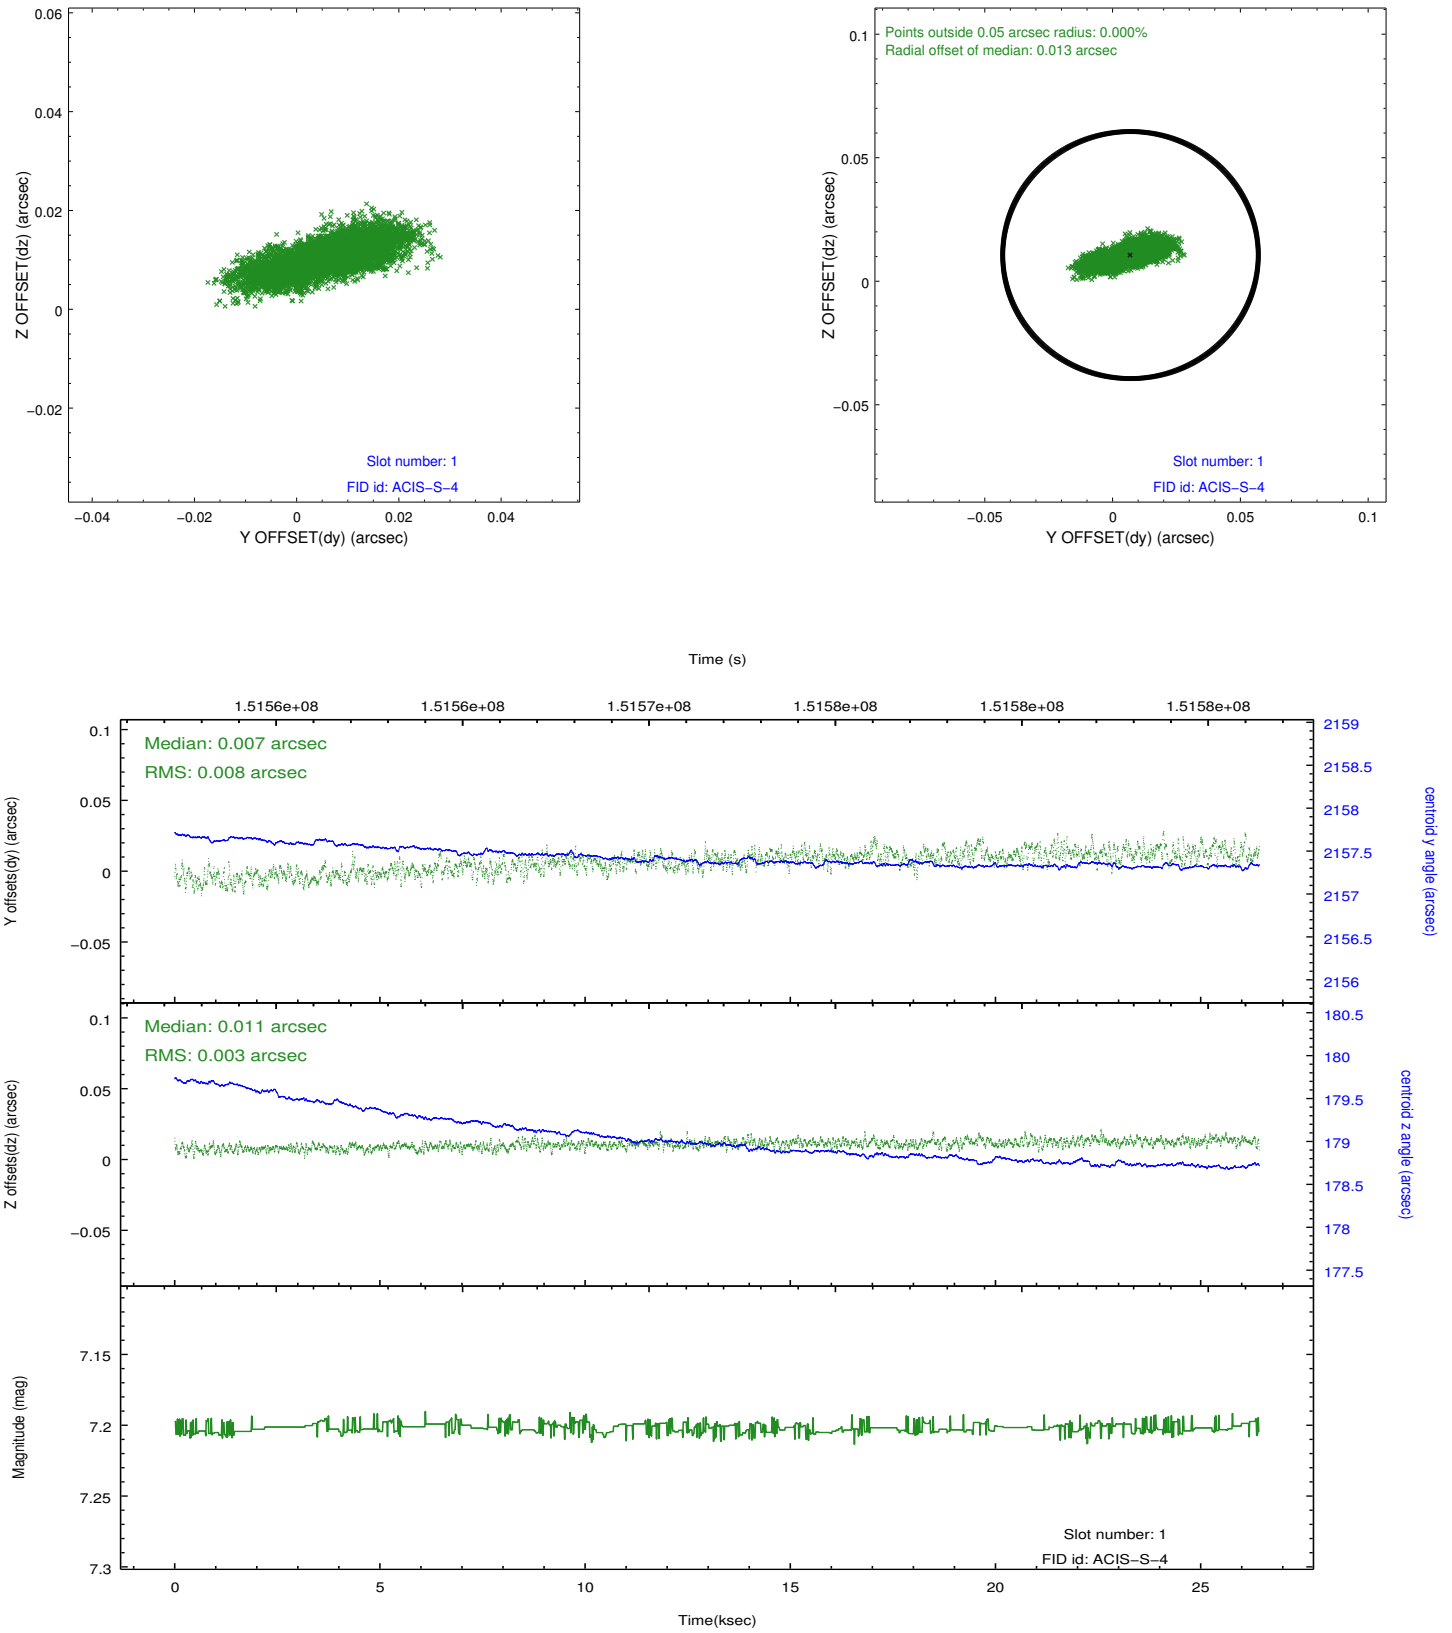 0.06
0.04
0.02
0
−0.02
Z OFFSET(dz) (arcsec)
Slot number: 1
FID id: ACIS−S−4
−0.04 −0.02 0 0.02 0.04
Y OFFSET(dy) (arcsec)
Points outside 0.05 arcsec radius: 0.000%
Radial offset of median: 0.013 arcsec
0.1
0.05
0
−0.05
Z OFFSET(dz) (arcsec)
Slot number: 1
FID id: ACIS−S−4
−0.05 0 0.05 0.1
Y OFFSET(dy) (arcsec)
Time (s)
1.5156e+08 1.5156e+08 1.5157e+08 1.5158e+08 1.5158e+08 1.5158e+08
Median: 0.007 arcsec
RMS: 0.008 arcsec
0.1
0.05
0
−0.05
Y offsets(dy) (arcsec)
2159
2158.5
2158
2157.5
2157
2156.5
2156
centroid y angle (arcsec)
Median: 0.011 arcsec
RMS: 0.003 arcsec
0.1
0.05
0
−0.05
Z offsets(dz) (arcsec)
180.5
180
179.5
179
178.5
178
177.5
centroid z angle (arcsec)
7.15
7.2
7.25
7.3
Magnitude (mag)
Slot number: 1
FID id: ACIS−S−4
0 5 10 15 20 25
Time(ksec)